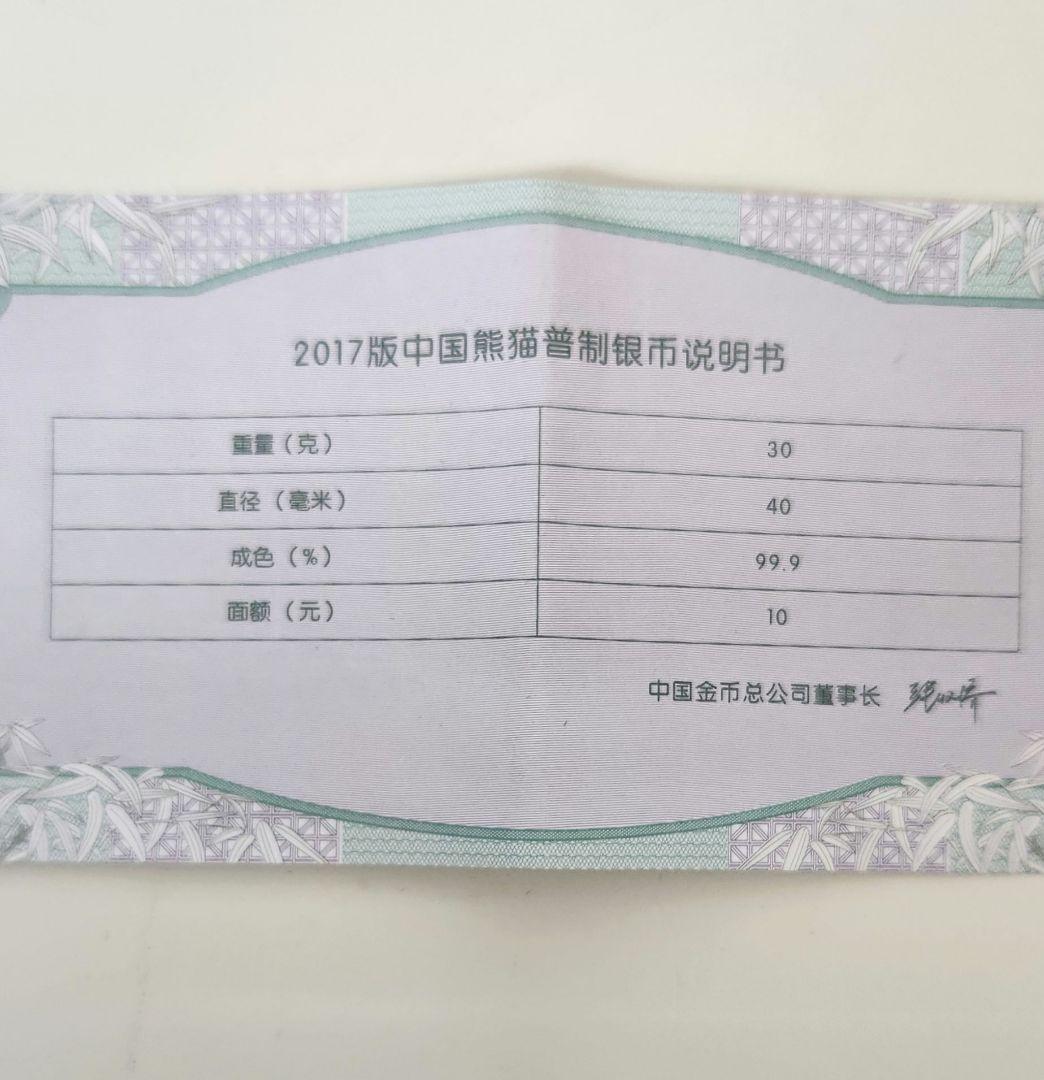 2017版中国熊猫普制银币说明书
重量（克） 30
直径（毫米） 40
成色（%） 99.9
面额（元） 10
中国金币总公司董事长